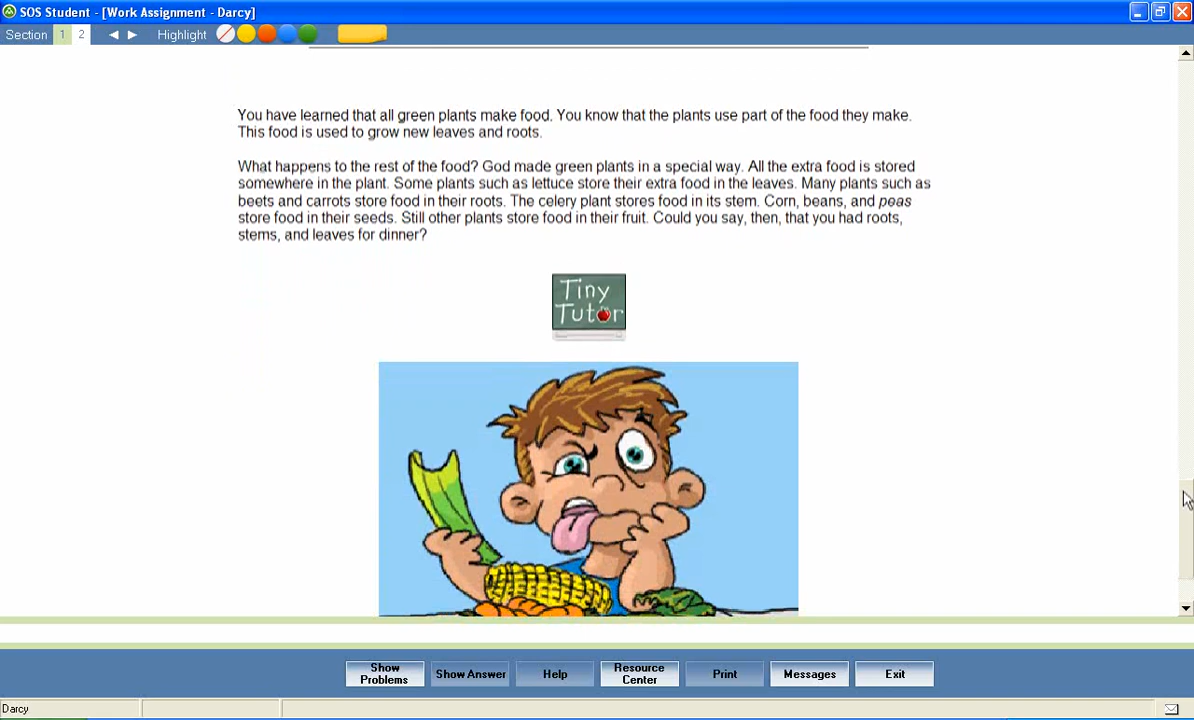 SOS Student - [Work Assignment - Darcy]
Section 1 2 Highlight
You have learned that all green plants make food. You know that the plants use part of the food they make.
This food is used to grow new leaves and roots.
What happens to the rest of the food? God made green plants in a special way. All the extra food is stored
somewhere in the plant. Some plants such as lettuce store their extra food in the leaves. Many plants such as
beets and carrots store food in their roots. The celery plant stores food in its stem. Corn, beans, and peas
store food in their seeds. Still other plants store food in their fruit. Could you say, then, that you had roots,
stems, and leaves for dinner?
Tiny
Tutor
Show Problems Show Answer Help Resource Center Print Messages Exit
Darcy